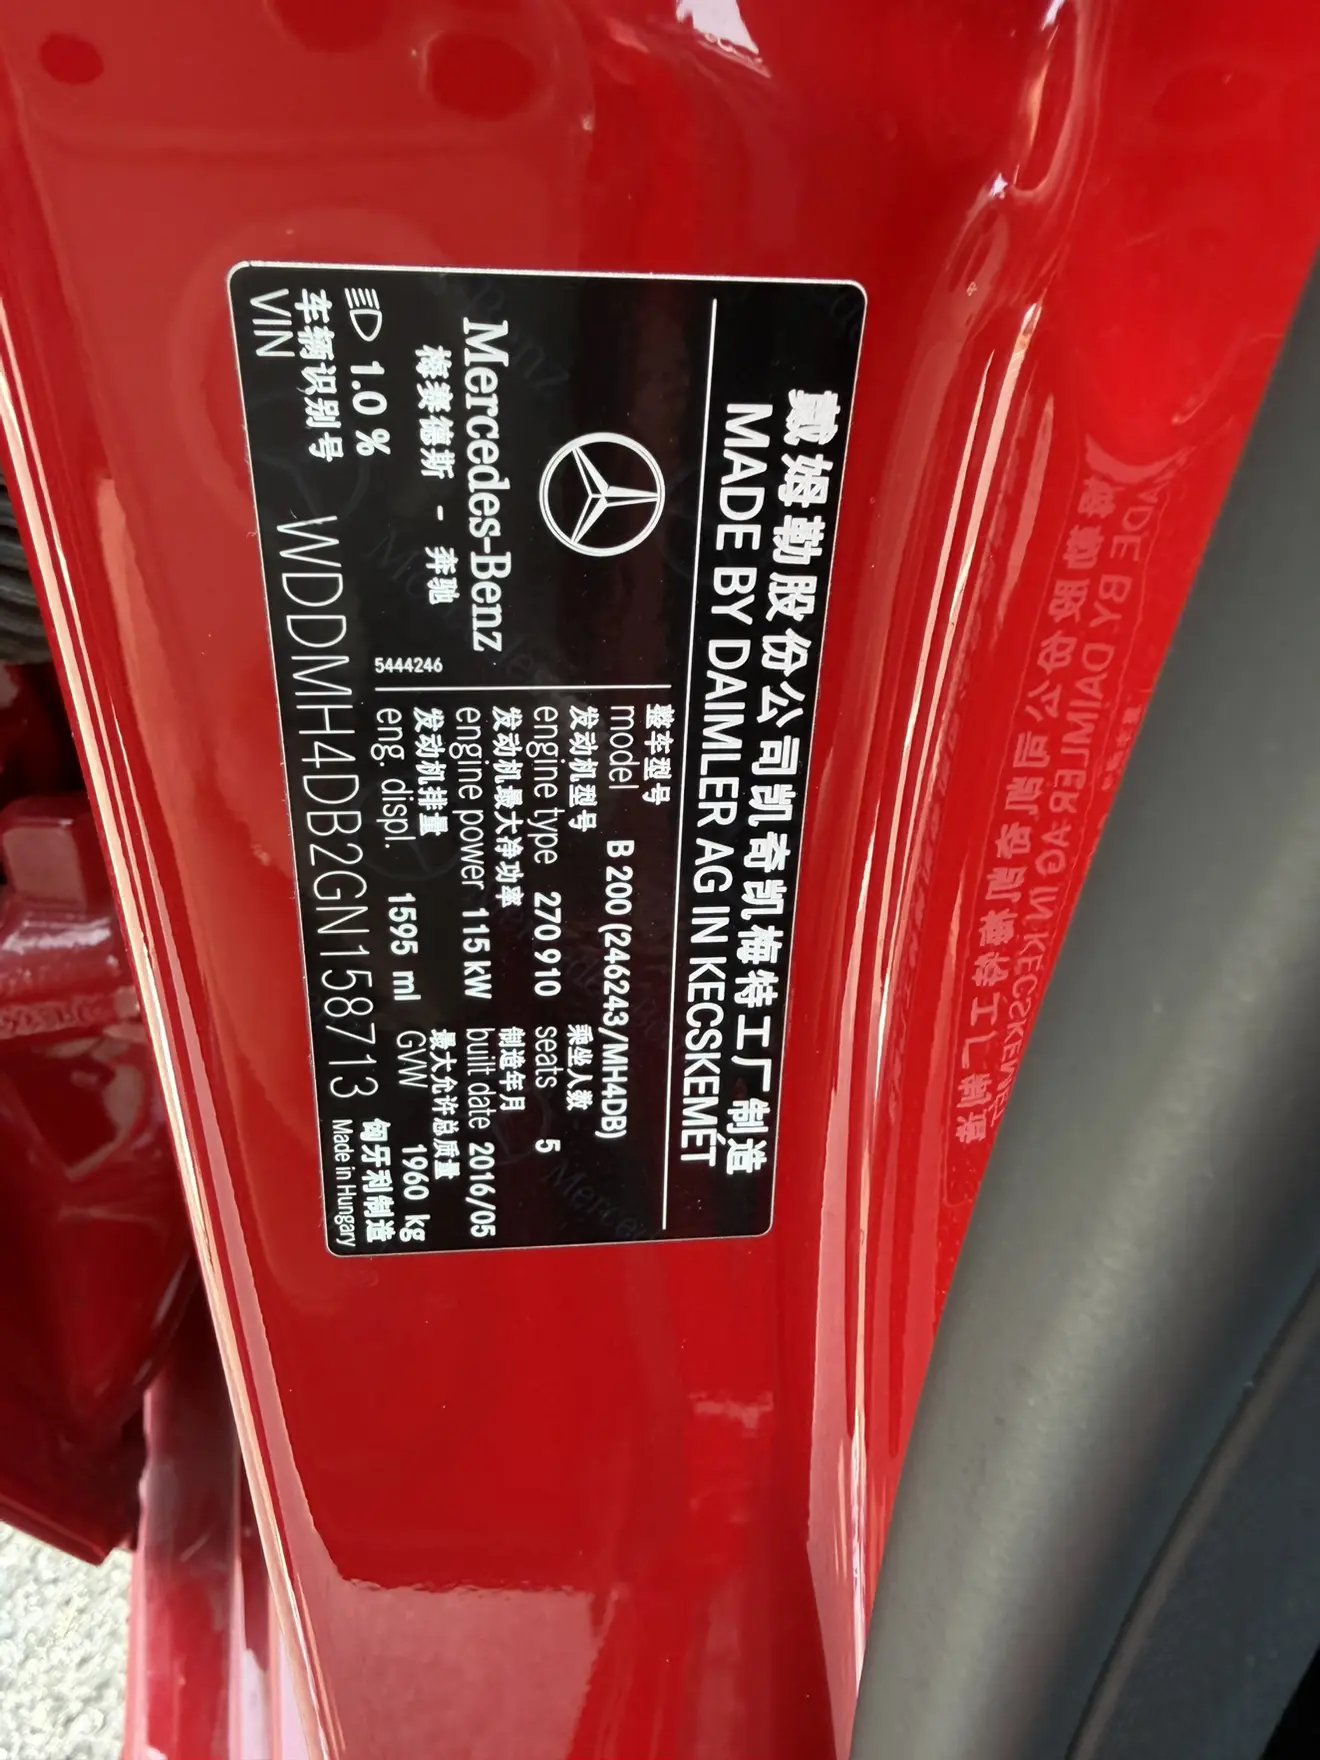 戴姆勒股份公司凯奇凯梅特工厂制造
MADE BY DAIMLER AG IN KECSKEMÉT
Mercedes-Benz
梅赛德斯 - 奔驰
5444246
整车型号
model B 200 (246243/MH4DB)
发动机型号 乘坐人数
engine type 270 910 seats 5
发动机最大净功率 制造年月
engine power 115 kW built date 2016/05
发动机排量 最大允许总质量
eng. displ. 1595 ml GVW 1960 kg
1.0 %
车辆识别号 匈牙利制造
VIN WDDMH4DB2GN158713 Made in Hungary